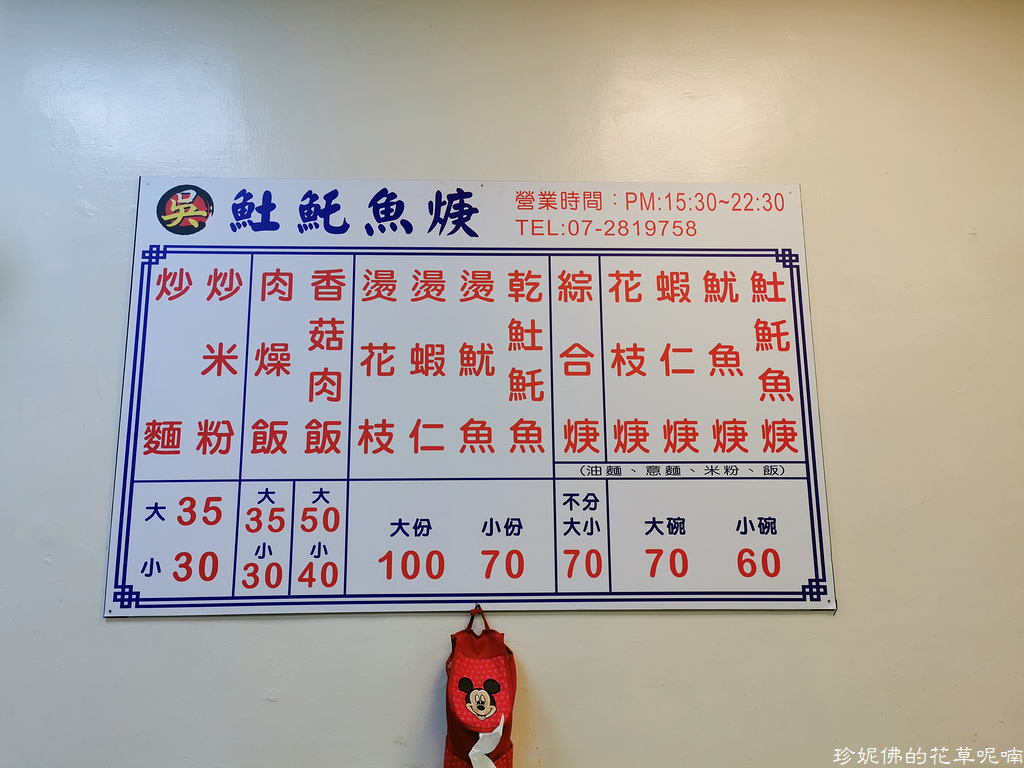 吳 𩵚魠魚焿
營業時間：PM:15:30~22:30
TEL:07-2819758
𩵚魠魚焿
魷魚焿
蝦仁焿
花枝焿
綜合焿
(油麵、意麵、米粉、飯)
乾𩵚魠魚
燙魷魚
燙蝦仁
燙花枝
香菇肉飯
肉燥飯
炒米粉
炒麵
大碗 70
小碗 60
不分大小 70
大份 100
小份 70
大 50
小 40
大 35
小 30
大 35
小 30
珍妮佛的花草呢喃